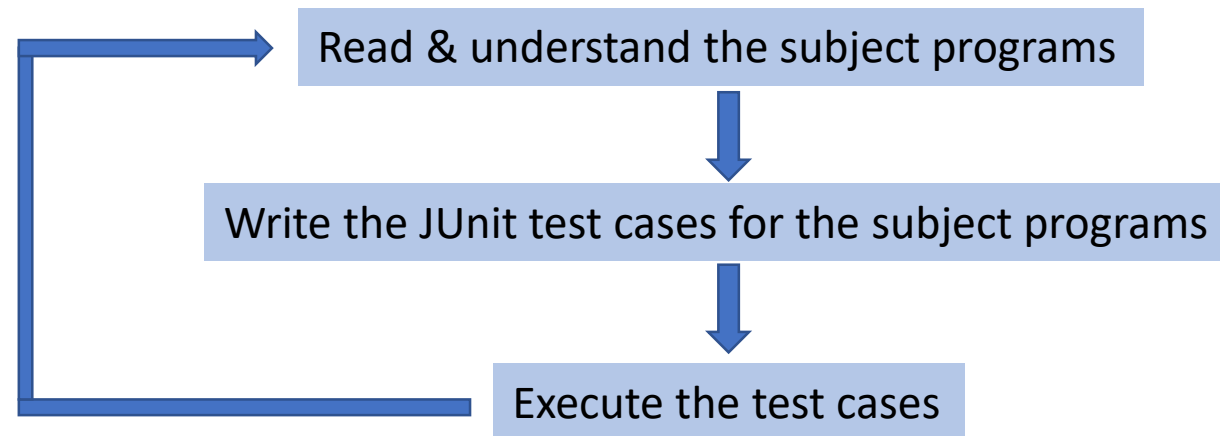 Read & understand the subject programs
Write the JUnit test cases for the subject programs
Execute the test cases